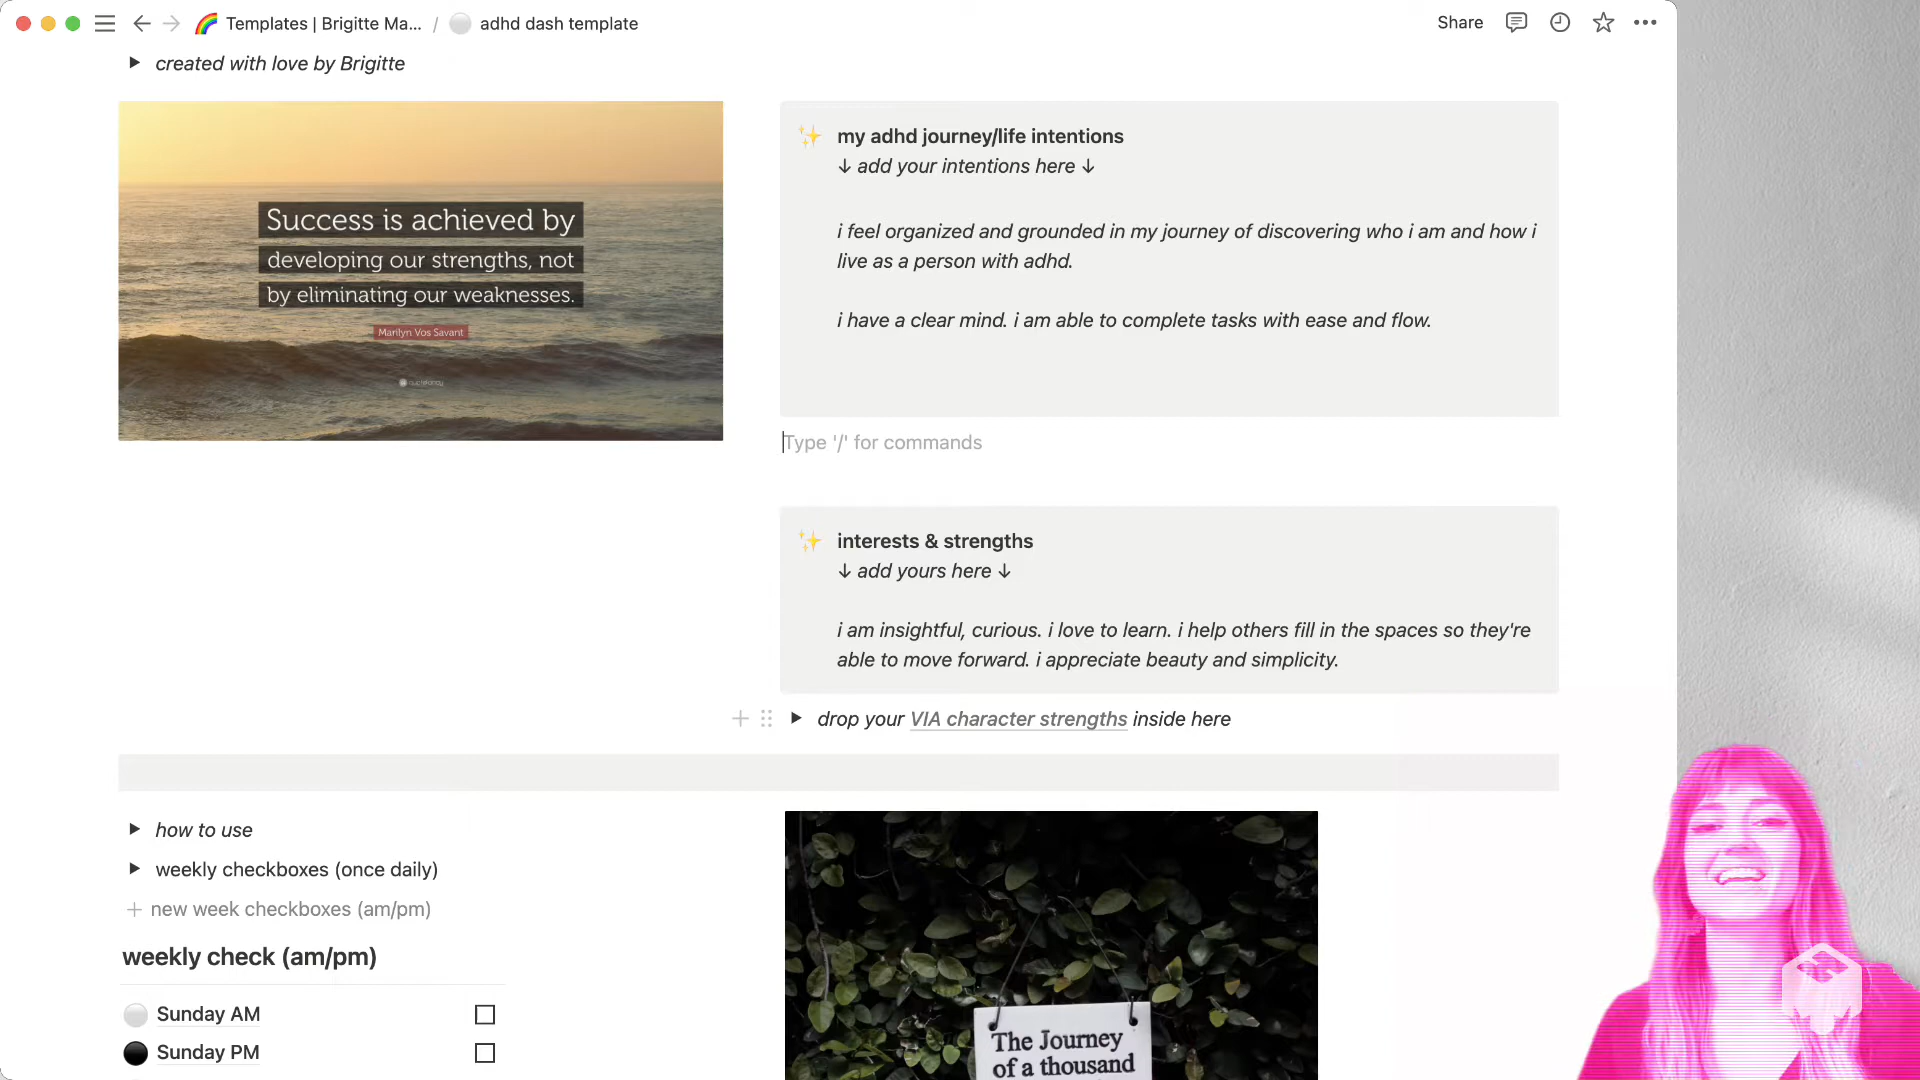 Templates | Brigitte Ma... / adhd dash template
Share
created with love by Brigitte
Success is achieved by
developing our strengths, not
by eliminating our weaknesses.
Marilyn Vos Savant
my adhd journey/life intentions
↓ add your intentions here ↓
i feel organized and grounded in my journey of discovering who i am and how i
live as a person with adhd.
i have a clear mind. i am able to complete tasks with ease and flow.
Type '/' for commands
interests & strengths
↓ add yours here ↓
i am insightful, curious. i love to learn. i help others fill in the spaces so they're
able to move forward. i appreciate beauty and simplicity.
drop your VIA character strengths inside here
how to use
weekly checkboxes (once daily)
new week checkboxes (am/pm)
weekly check (am/pm)
Sunday AM
Sunday PM
The Journey
of a thousand